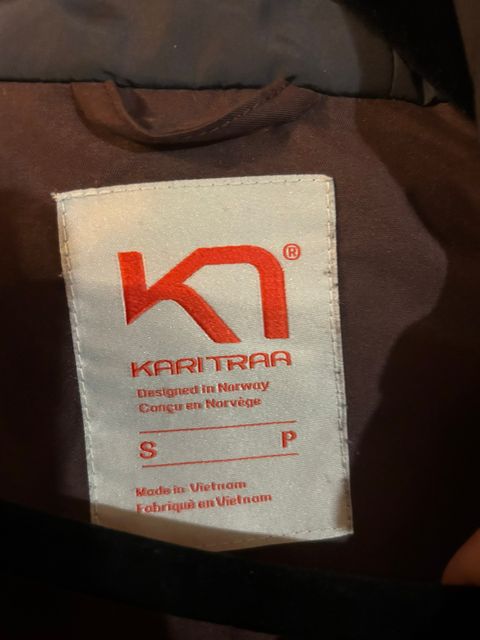 ®
KARI TRAA
Designed in Norway
Conçu en Norvège
S P
Made in Vietnam
Fabriqué en Vietnam